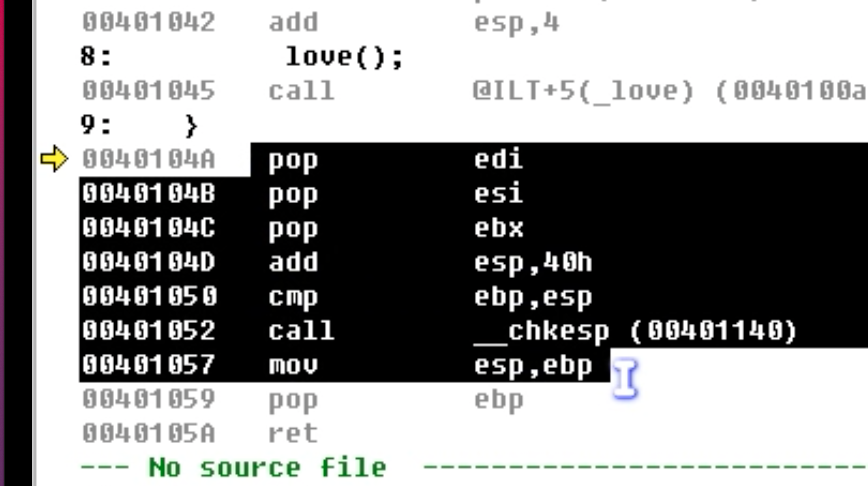 00401042 add esp,4
8: love();
00401045 call @ILT+5(_love) (0040100a
9: }
0040104A pop edi
0040104B pop esi
0040104C pop ebx
0040104D add esp,40h
00401050 cmp ebp,esp
00401052 call __chkesp (00401140)
00401057 mov esp,ebp
00401059 pop ebp
0040105A ret
--- No source file -----------------------